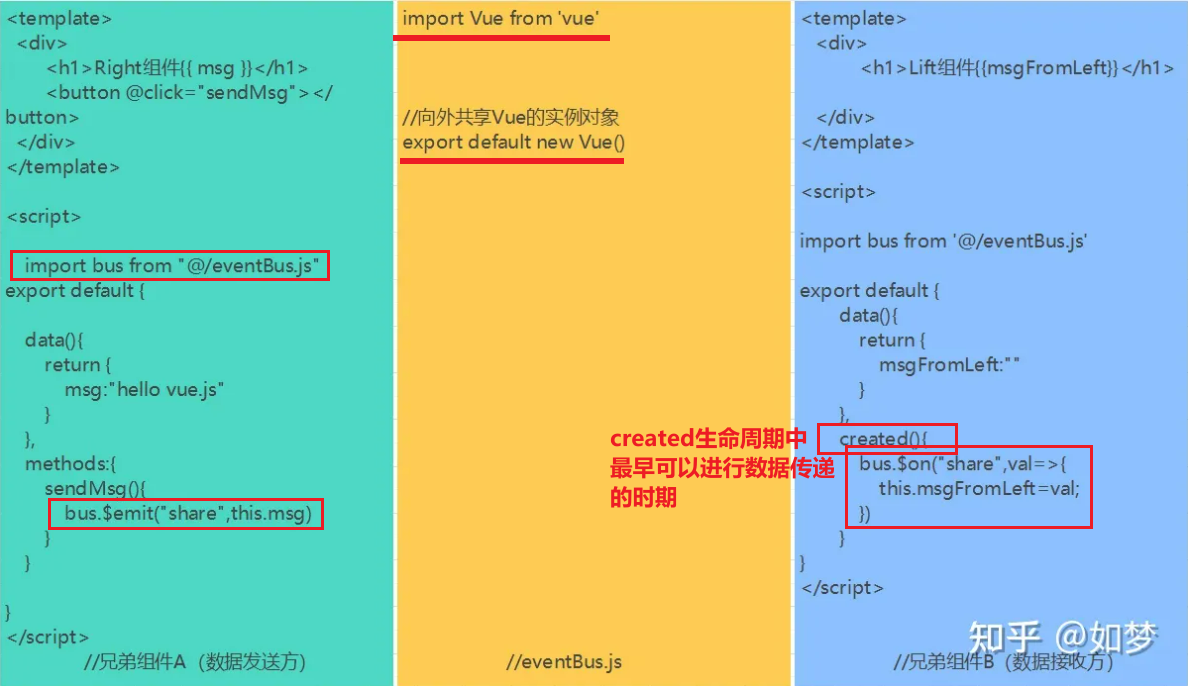 <template>
<div>
<h1>Right组件{{ msg }}</h1>
<button @click="sendMsg"></
button>
</div>
</template>
<script>
import bus from "@/eventBus.js"
export default {
data(){
return {
msg:"hello vue.js"
}
},
methods:{
sendMsg(){
bus.$emit("share",this.msg)
}
}
}
</script>
//兄弟组件A（数据发送方）
import Vue from 'vue'
//向外共享Vue的实例对象
export default new Vue()
created生命周期中
最早可以进行数据传递
的时期
//eventBus.js
<template>
<div>
<h1>Lift组件{{msgFromLeft}}</h1>
</div>
</template>
<script>
import bus from '@/eventBus.js'
export default {
data(){
return {
msgFromLeft:""
}
},
created(){
bus.$on("share",val=>{
this.msgFromLeft=val;
})
}
}
</script>
//兄弟组件B（数据接收方）
知乎 @如梦